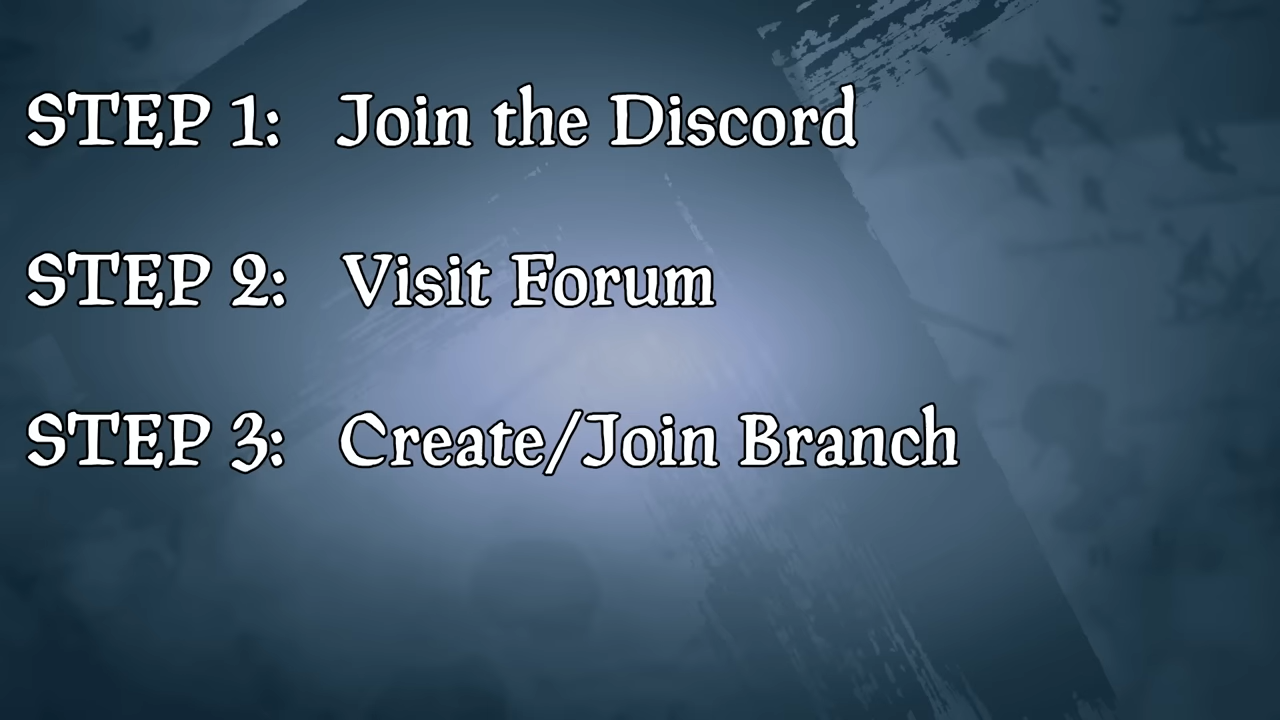 STEP 1: Join the Discord
STEP 2: Visit Forum
STEP 3: Create/Join Branch